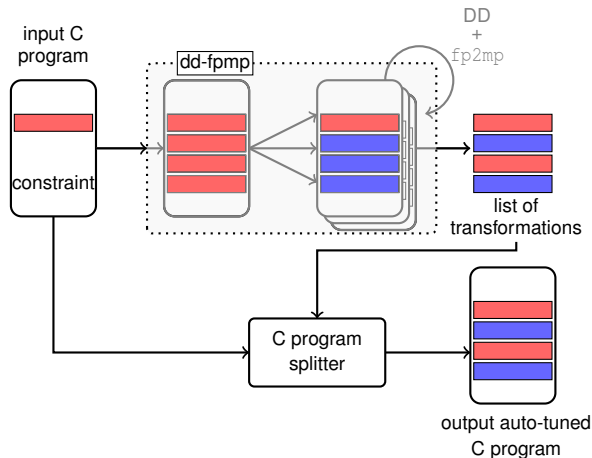 input C
program
dd-fpmp
DD
+
fp2mp
constraint
list of
transformations
C program
splitter
output auto-tuned
C program